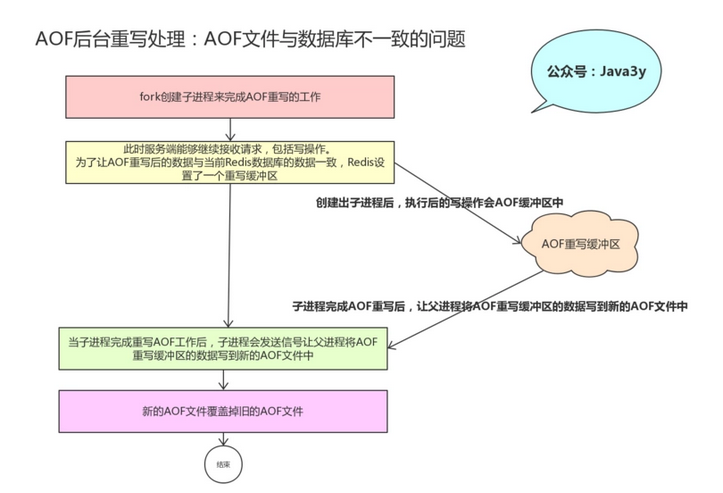 AOF后台重写处理：AOF文件与数据库不一致的问题
公众号：Java3y
fork创建子进程来完成AOF重写的工作
此时服务端能够继续接收请求，包括写操作。
为了让AOF重写后的数据与当前Redis数据库的数据一致，Redis设
置了一个重写缓冲区
创建出子进程后，执行后的写操作会AOF缓冲区中
AOF重写缓冲区
子进程完成AOF重写后，让父进程将AOF重写缓冲区的数据写到新的AOF文件中
当子进程完成重写AOF工作后，子进程会发送信号让父进程将AOF
重写缓冲区的数据写到新的AOF文件中
新的AOF文件覆盖掉旧的AOF文件
结束